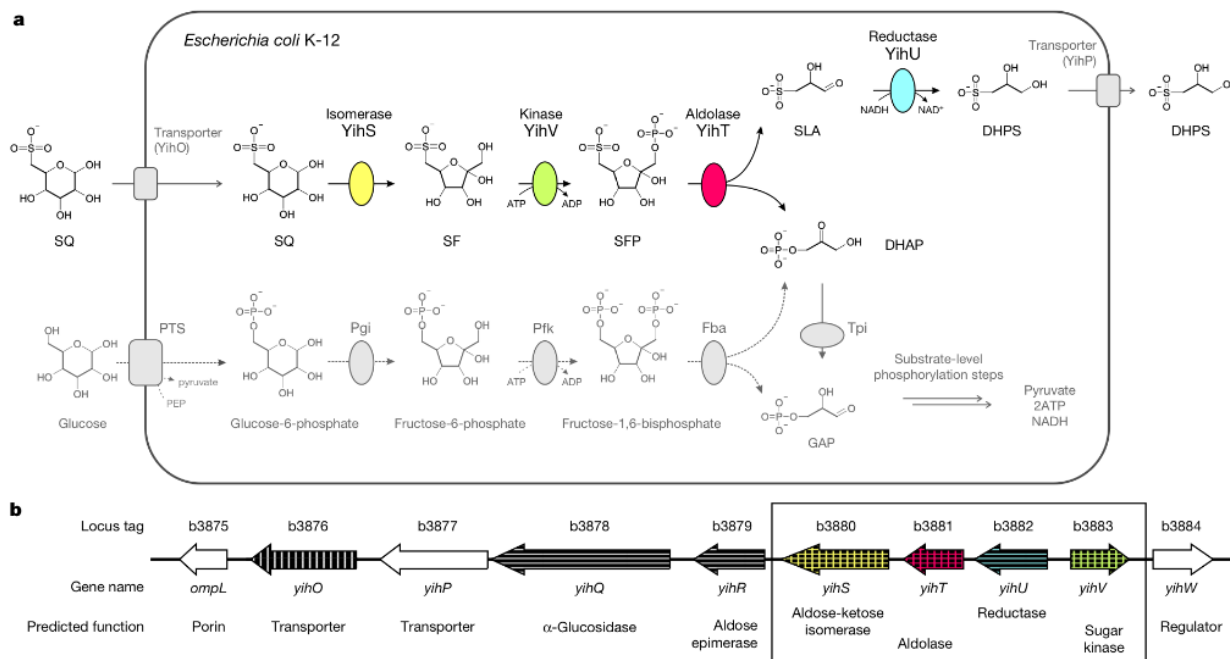 a
Escherichia coli K-12
Reductase
YihU
Transporter
(YihP)
Isomerase
YihS
Kinase
YihV
Aldolase
YihT
Transporter
(YihO)
NADH
NAD⁺
SLA
DHPS
DHPS
ATP
ADP
SQ
SQ
SF
SFP
DHAP
PTS
Pgi
Pfk
Fba
Tpi
pyruvate
PEP
ATP
ADP
Substrate-level
phosphorylation steps
Pyruvate
2ATP
NADH
Glucose
Glucose-6-phosphate
Fructose-6-phosphate
Fructose-1,6-bisphosphate
GAP
b
Locus tag b3875 b3876 b3877 b3878 b3879 b3880 b3881 b3882 b3883 b3884
Gene name ompL yihO yihP yihQ yihR yihS yihT yihU yihV yihW
Predicted function Porin Transporter Transporter α-Glucosidase Aldose epimerase Aldose-ketose isomerase Aldolase Reductase Sugar kinase Regulator